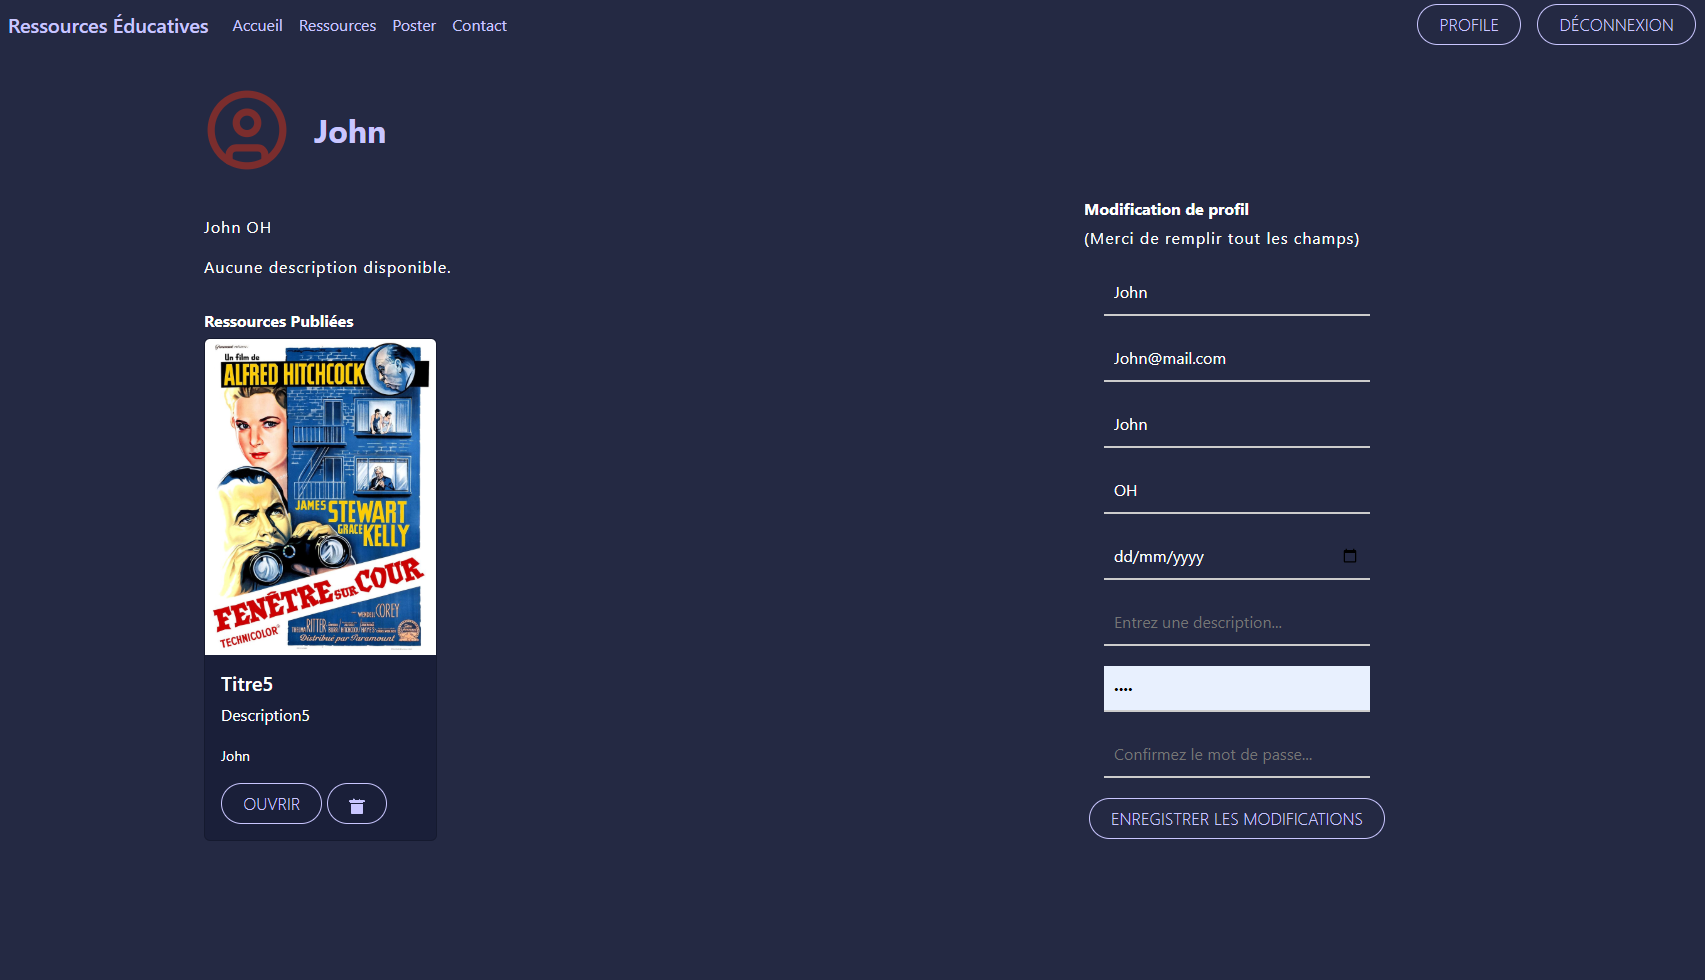 Ressources Éducatives Accueil Ressources Poster Contact PROFILE DÉCONNEXION
John
John OH
Aucune description disponible.
Ressources Publiées
Un film de
ALFRED HITCHCOCK
JAMES STEWART
GRACE KELLY
FENÊTRE SUR COUR
TECHNICOLOR
WENDELL COREY
THELMA RITTER
Distribué par Paramount
Titre5
Description5
John
OUVRIR
Modification de profil
(Merci de remplir tout les champs)
John
John@mail.com
John
OH
dd/mm/yyyy
Entrez une description...
••••
Confirmez le mot de passe...
ENREGISTRER LES MODIFICATIONS